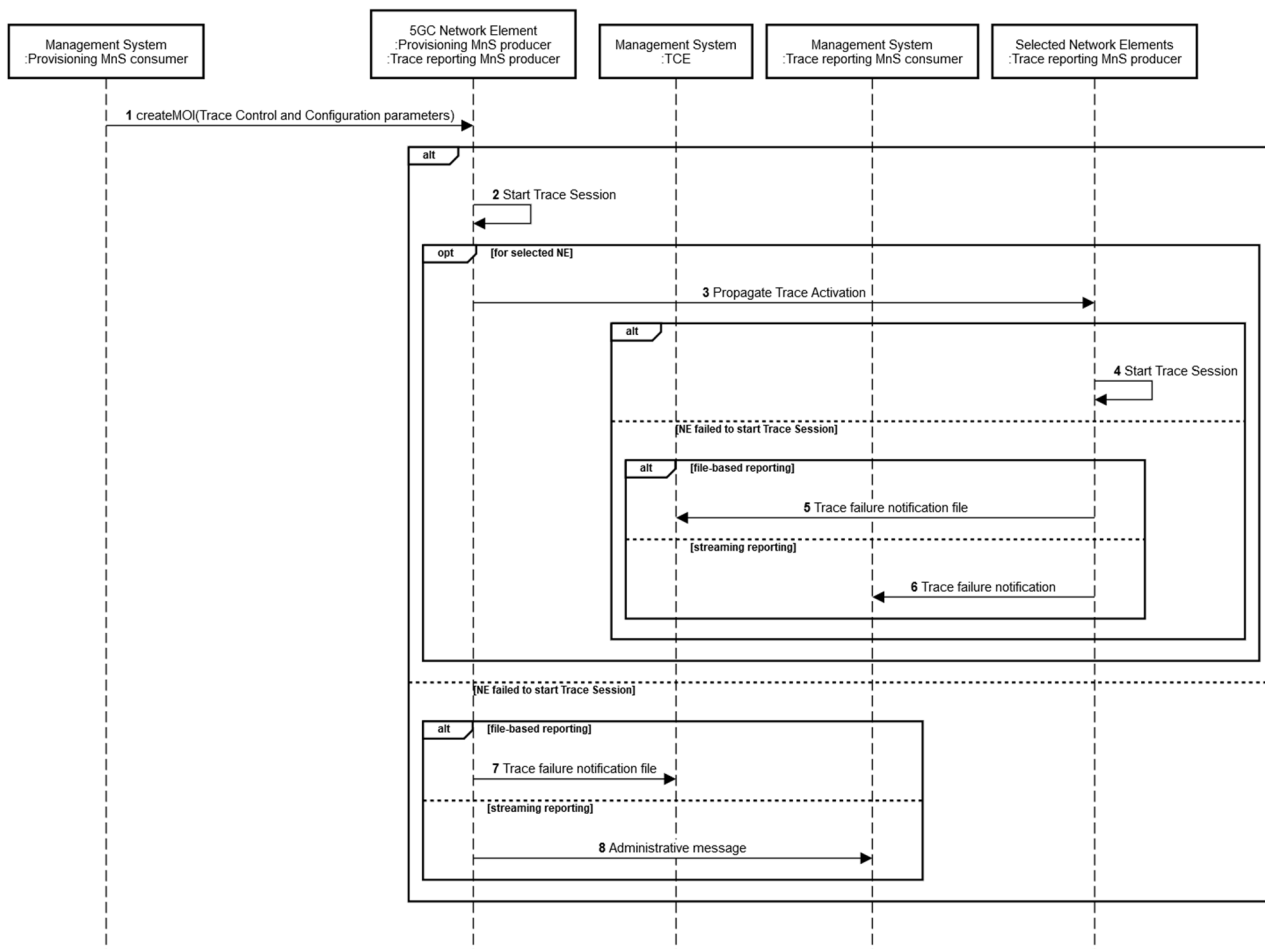 Management System
:Provisioning MnS consumer
5GC Network Element
:Provisioning MnS producer
:Trace reporting MnS producer
Management System
:TCE
Management System
:Trace reporting MnS consumer
Selected Network Elements
:Trace reporting MnS producer
1 createMOI(Trace Control and Configuration parameters)
alt
2 Start Trace Session
opt
[for selected NE]
3 Propagate Trace Activation
alt
4 Start Trace Session
[NE failed to start Trace Session]
alt
[file-based reporting]
5 Trace failure notification file
[streaming reporting]
6 Trace failure notification
[NE failed to start Trace Session]
alt
[file-based reporting]
7 Trace failure notification file
[streaming reporting]
8 Administrative message